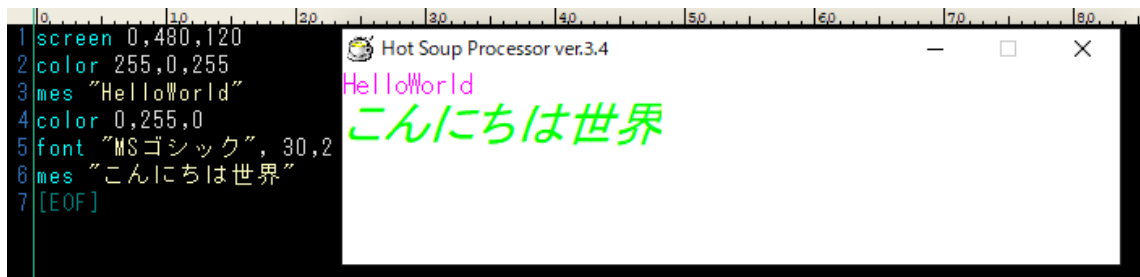 0 10 20 30 40 50 60 70 80
1 screen 0,480,120
2 color 255,0,255
3 mes "HelloWorld"
4 color 0,255,0
5 font "MSゴシック", 30,2
6 mes "こんにちは世界"
7 [EOF]
Hot Soup Processor ver.3.4
HelloWorld
こんにちは世界